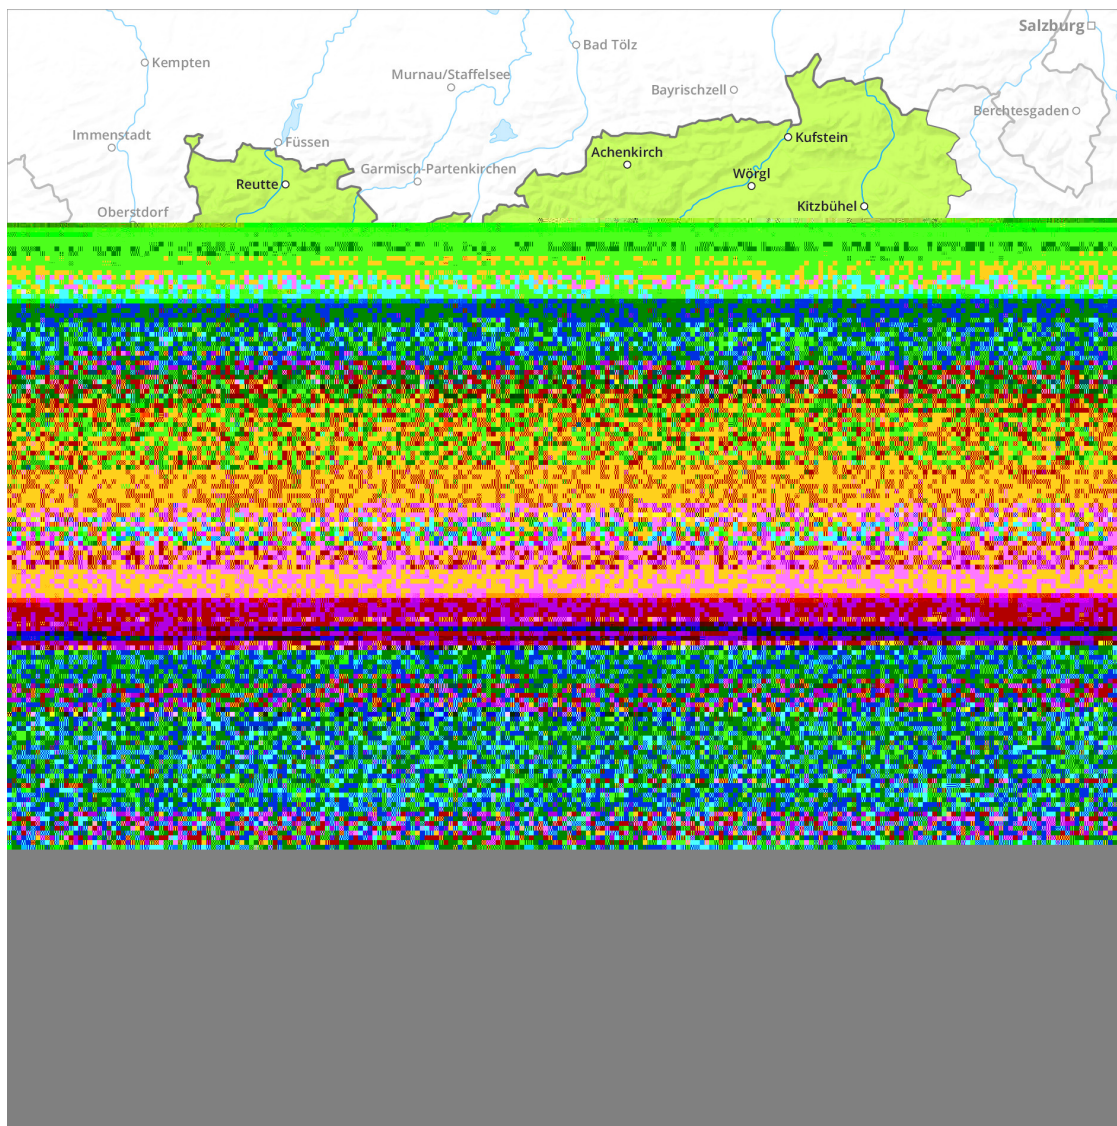 Salzburg
Bad Tölz
Kempten
Murnau/Staffelsee
Bayrischzell
Berchtesgaden
Immenstadt
Kufstein
Füssen
Achenkirch
Garmisch-Partenkirchen
Wörgl
Reutte
Kitzbühel
Oberstdorf